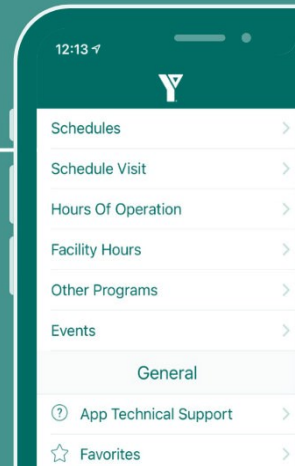 12:13
Schedules
Schedule Visit
Hours Of Operation
Facility Hours
Other Programs
Events
General
App Technical Support
Favorites